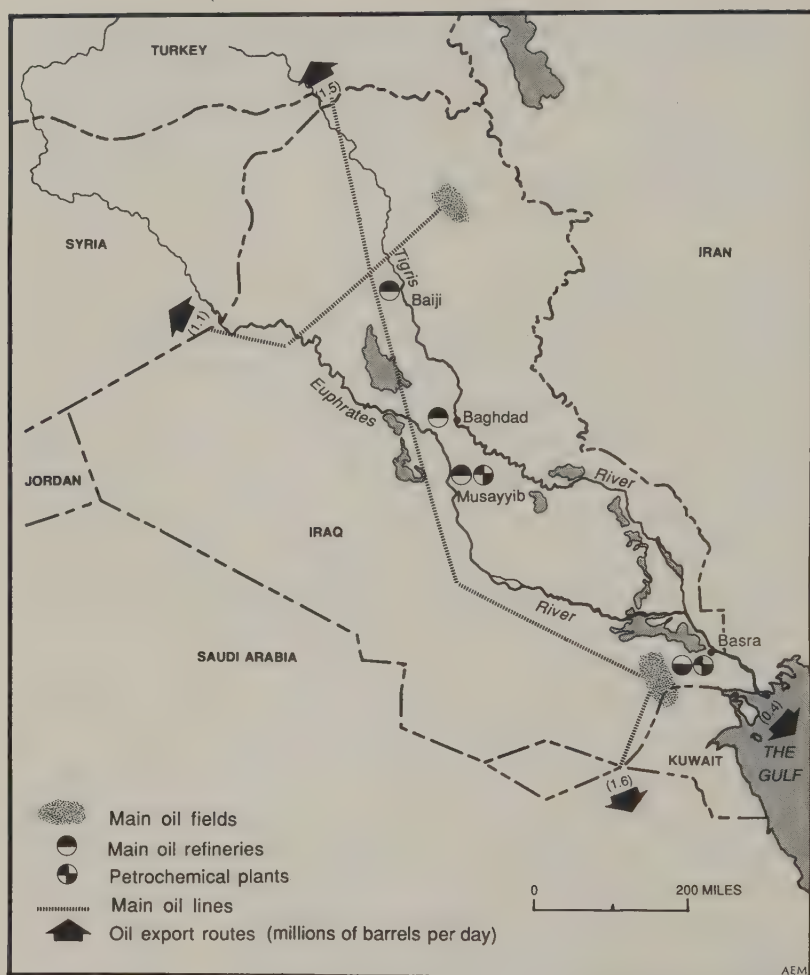 TURKEY
(1.5)
SYRIA
IRAN
Tigris
Baiji
(1.1)
Euphrates
Baghdad
JORDAN
River
Musayyib
IRAQ
River
Basra
SAUDI ARABIA
(0.4)
KUWAIT
THE
GULF
(1.6)
Main oil fields
Main oil refineries
Petrochemical plants
Main oil lines
Oil export routes (millions of barrels per day)
0 200 MILES
AEM